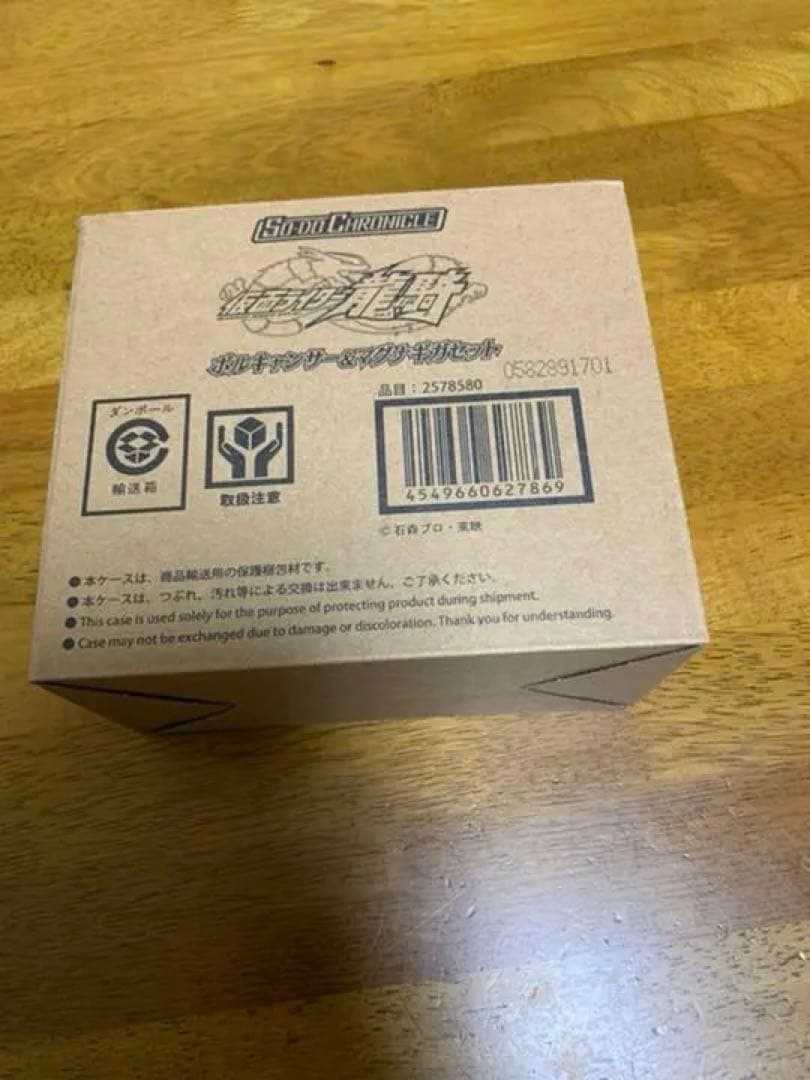 SO-DO CHRONICLE
仮面ライダー龍騎
ボルキャンサー&マグナギガセット
0582891701
品目：2578580
ダンボール
輸送箱
取扱注意
4549660627869
©石森プロ・東映
●本ケースは、商品輸送用の保護梱包材です。
●本ケースは、つぶれ、汚れ等による交換は出来ません。ご了承ください。
●This case is used solely for the purpose of protecting product during shipment.
●Case may not be exchanged due to damage or discoloration. Thank you for understanding.